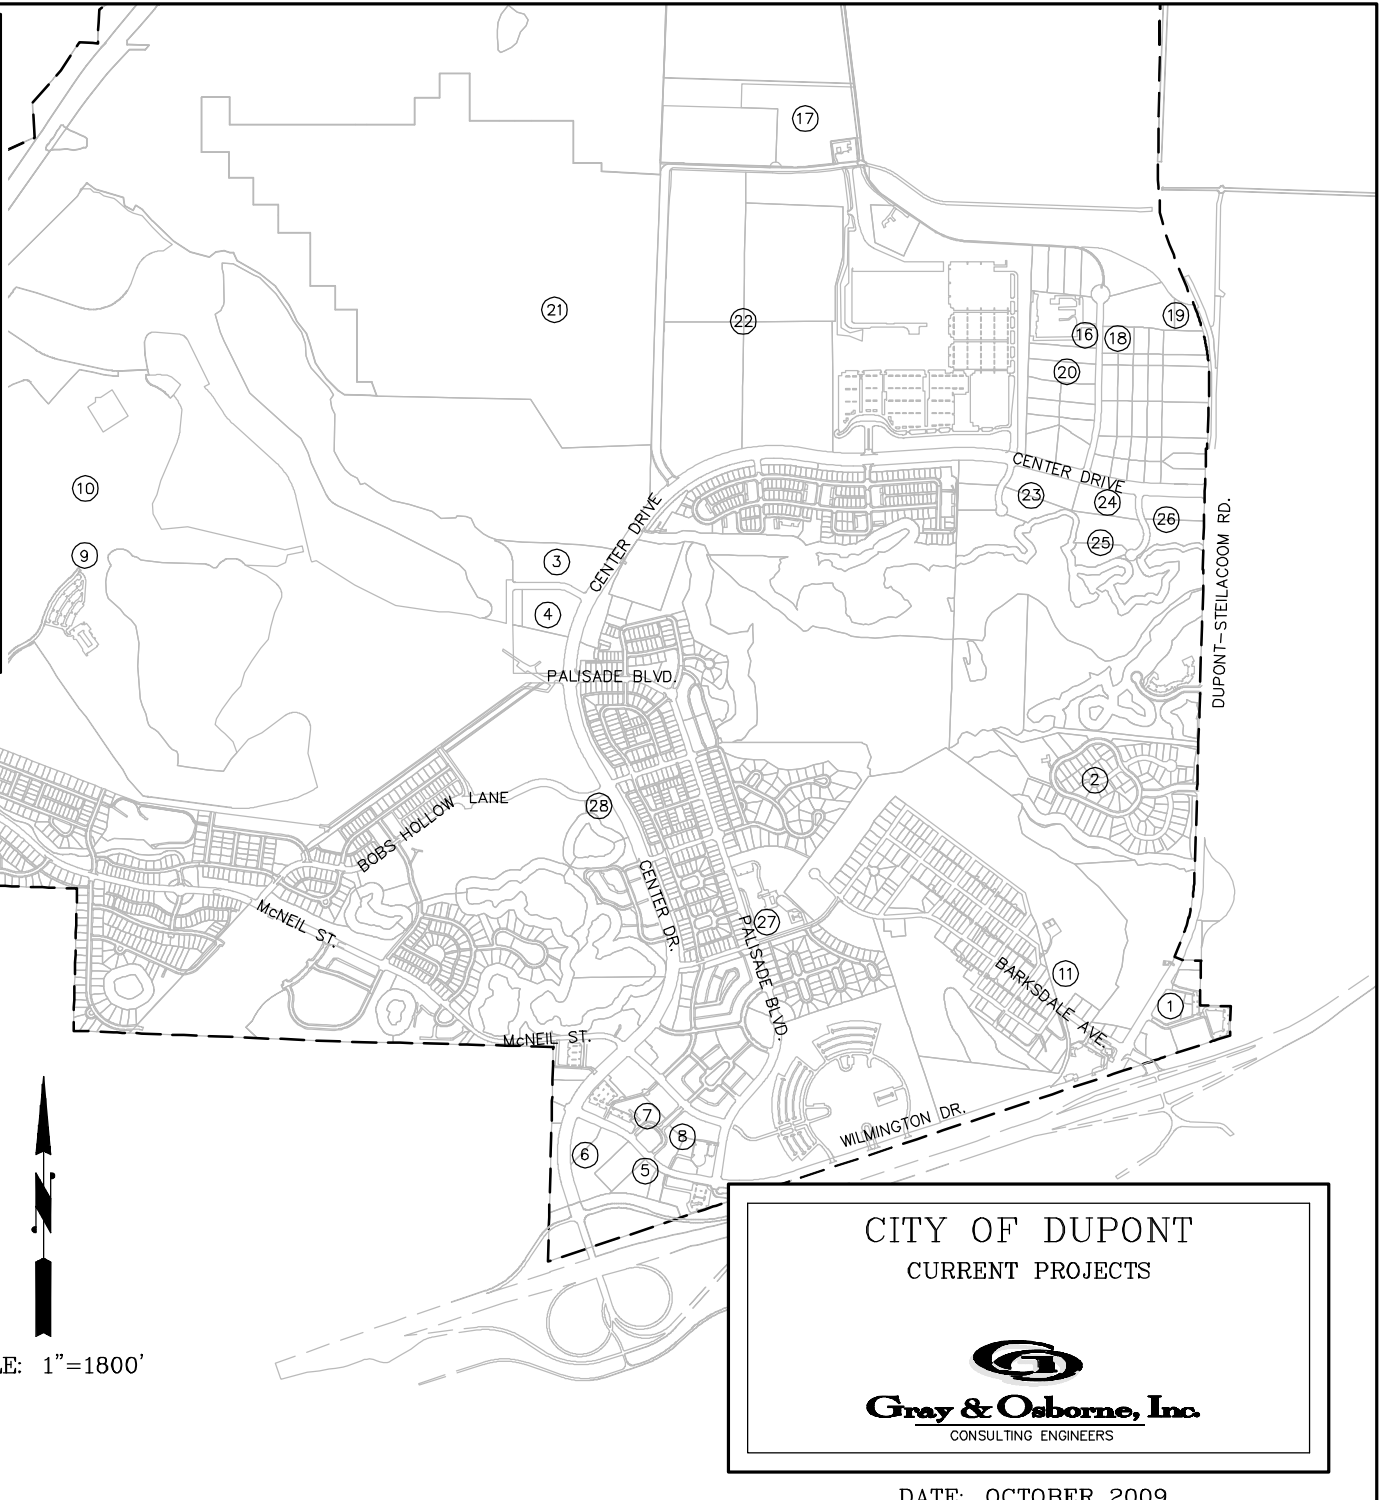 17
21
22
19
16
18
20
CENTER DRIVE
10
23
24
26
CENTER DRIVE
25
9
3
4
DUPONT-STEILACOOM RD.
PALISADE BLVD.
2
BOBS HOLLOW LANE
28
CENTER DR.
McNEIL ST.
27
PALISADE BLVD.
11
BARKSDALE AVE.
1
McNEIL ST.
7
8
6
5
WILMINGTON DR.
N
LE: 1"=1800'
CITY OF DUPONT
CURRENT PROJECTS
Gray & Osborne, Inc.
CONSULTING ENGINEERS
DATE: OCTOBER 2009